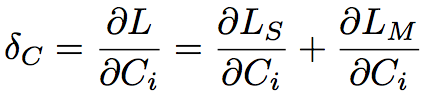 δ_C = ∂L/∂C_i = ∂L_S/∂C_i + ∂L_M/∂C_i